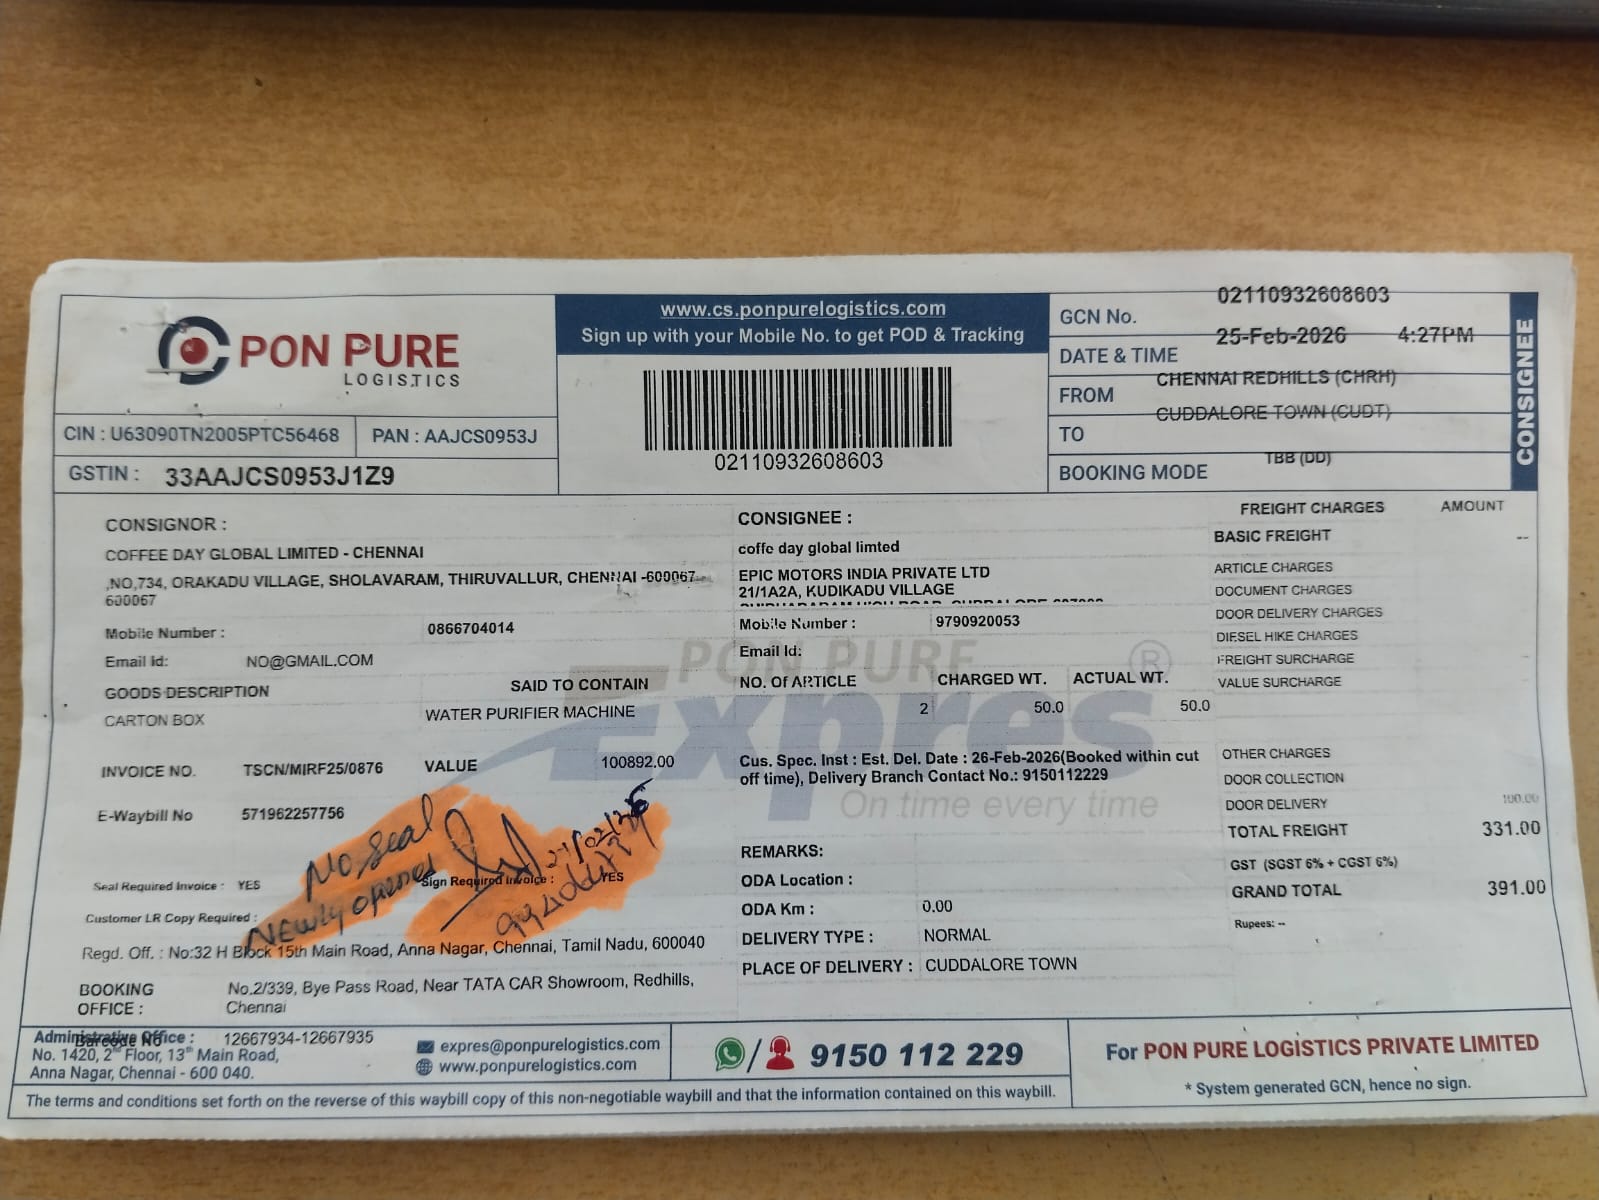 PON PURE
LOGISTICS
CIN : U63090TN2005PTC56468
PAN : AAJCS0953J
GSTIN : 33AAJCS0953J1Z9
www.cs.ponpurelogistics.com
Sign up with your Mobile No. to get POD & Tracking
02110932608603
GCN No. 02110932608603
DATE & TIME 25-Feb-2026 4:27PM
FROM CHENNAI REDHILLS (CHRH)
TO CUDDALORE TOWN (CUDT)
BOOKING MODE TBB (DD)
CONSIGNEE
CONSIGNOR :
COFFEE DAY GLOBAL LIMITED - CHENNAI
,NO,734, ORAKADU VILLAGE, SHOLAVARAM, THIRUVALLUR, CHENNAI -600067
600067
Mobile Number : 0866704014
Email Id: NO@GMAIL.COM
GOODS DESCRIPTION SAID TO CONTAIN
CARTON BOX WATER PURIFIER MACHINE
INVOICE NO. TSCN/MIRF25/0876 VALUE 100892.00
E-Waybill No 571962257756
No seal
Newly opened
Seal Required Invoice : YES Sign Required Invoice : YES
Customer LR Copy Required :
Regd. Off. : No:32 H Block 15th Main Road, Anna Nagar, Chennai, Tamil Nadu, 600040
BOOKING OFFICE : No.2/339, Bye Pass Road, Near TATA CAR Showroom, Redhills,
Chennai
CONSIGNEE :
coffe day global limted
EPIC MOTORS INDIA PRIVATE LTD
21/1A2A, KUDIKADU VILLAGE
Mobile Number : 9790920053
Email Id:
PON PURE
Expres
®
On time every time
NO. Of ARTICLE CHARGED WT. ACTUAL WT.
2 50.0 50.0
Cus. Spec. Inst : Est. Del. Date : 26-Feb-2026(Booked within cut
off time), Delivery Branch Contact No.: 9150112229
REMARKS:
ODA Location :
ODA Km : 0.00
DELIVERY TYPE : NORMAL
PLACE OF DELIVERY : CUDDALORE TOWN
FREIGHT CHARGES AMOUNT
BASIC FREIGHT --
ARTICLE CHARGES
DOCUMENT CHARGES
DOOR DELIVERY CHARGES
DIESEL HIKE CHARGES
FREIGHT SURCHARGE
VALUE SURCHARGE
OTHER CHARGES
DOOR COLLECTION
DOOR DELIVERY 100.00
TOTAL FREIGHT 331.00
GST (SGST 6% + CGST 6%)
GRAND TOTAL 391.00
Rupees: --
Administrative Office :
Barcode No 12667934-12667935
No. 1420, 2nd Floor, 13th Main Road,
Anna Nagar, Chennai - 600 040.
expres@ponpurelogistics.com
www.ponpurelogistics.com
9150 112 229
For PON PURE LOGISTICS PRIVATE LIMITED
* System generated GCN, hence no sign.
The terms and conditions set forth on the reverse of this waybill copy of this non-negotiable waybill and that the information contained on this waybill.